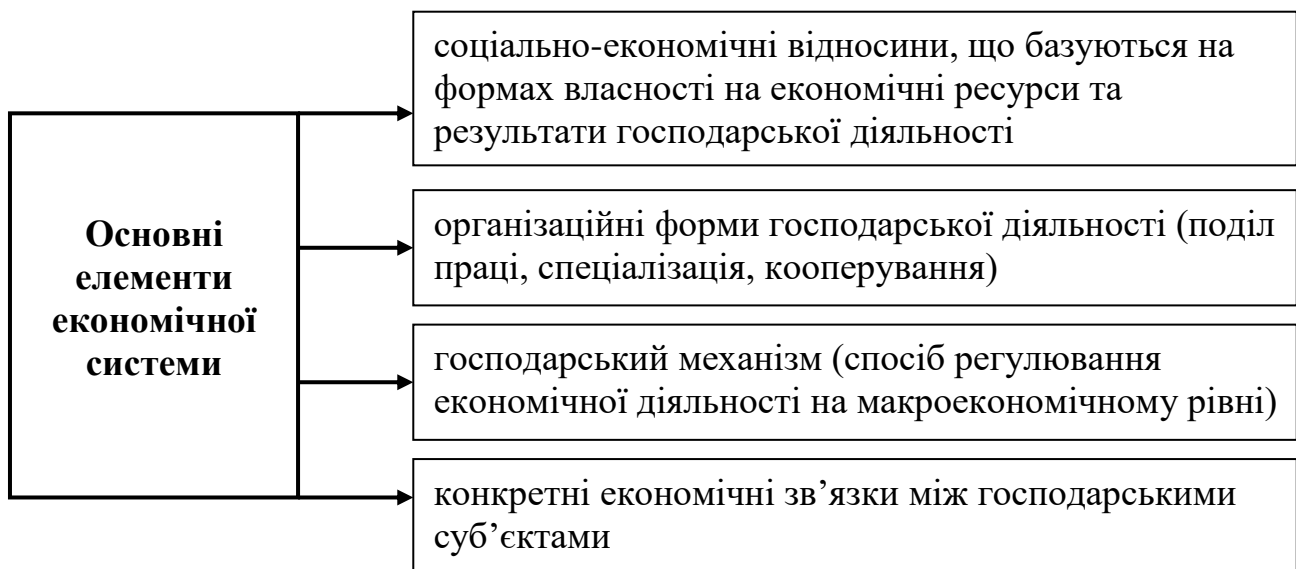 соціально-економічні відносини, що базуються на
формах власності на економічні ресурси та
результати господарської діяльності
Основні
елементи
економічної
системи
організаційні форми господарської діяльності (поділ
праці, спеціалізація, кооперування)
господарський механізм (спосіб регулювання
економічної діяльності на макроекономічному рівні)
конкретні економічні зв’язки між господарськими
суб’єктами